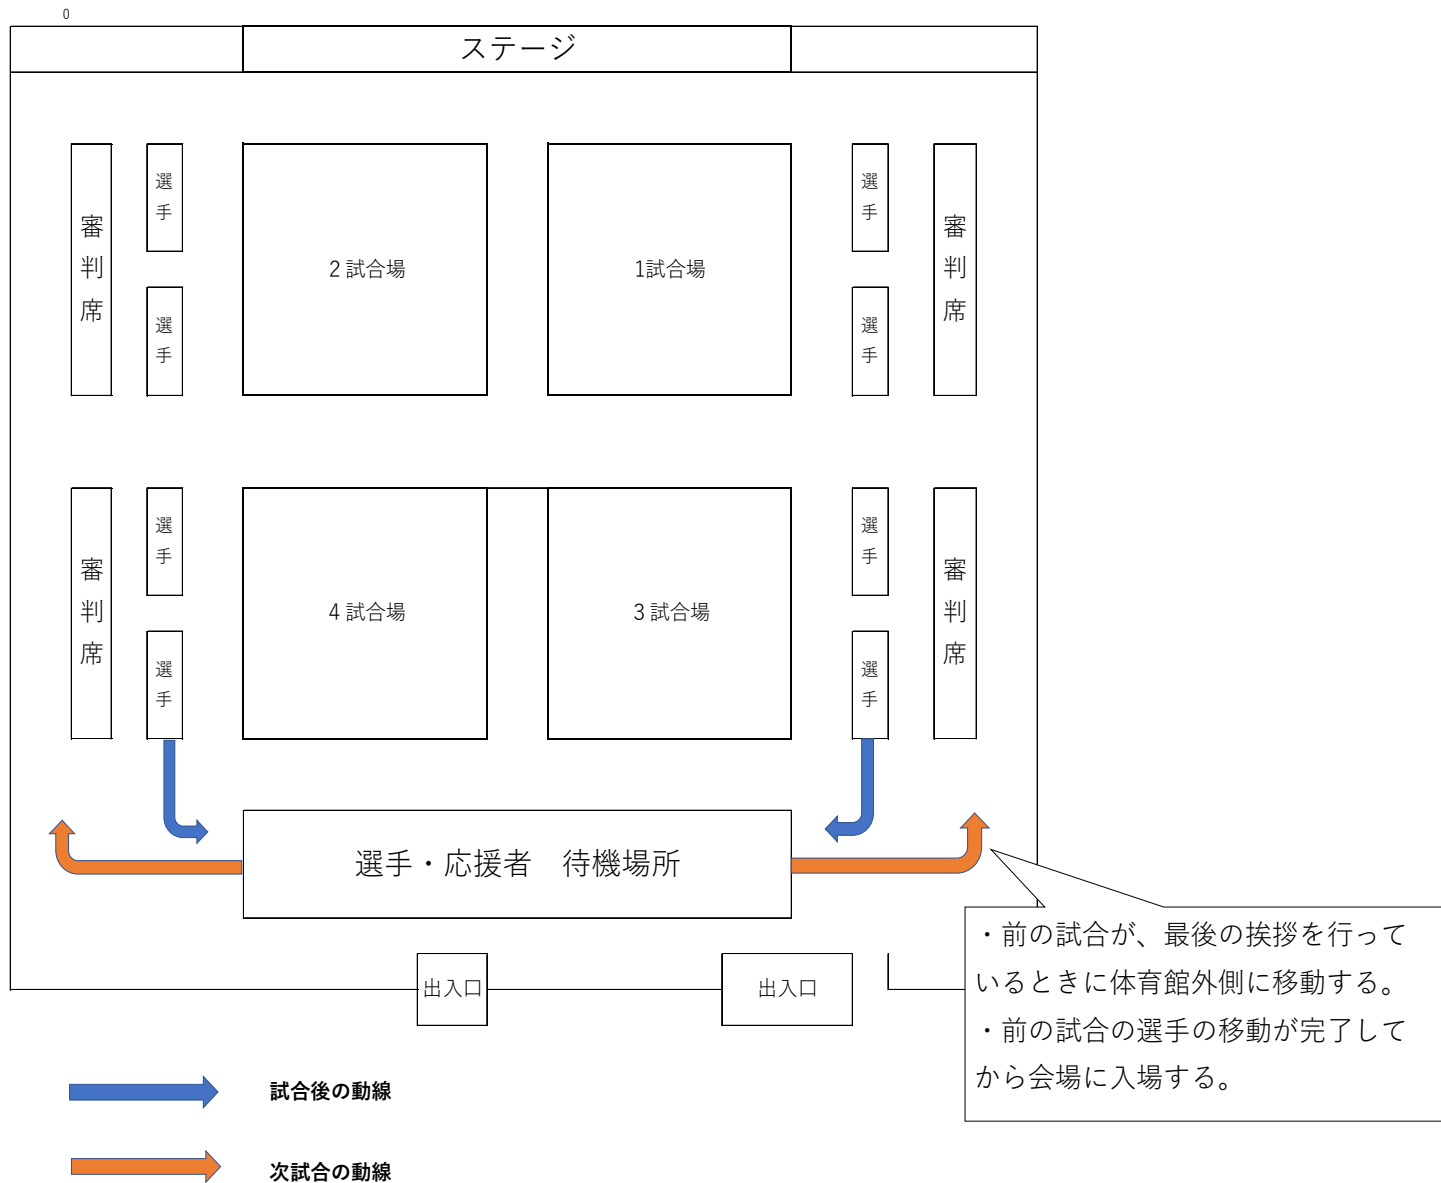 0
ステージ
審判席
選手
2試合場
1試合場
選手
審判席
選手
選手
審判席
選手
4試合場
3試合場
選手
審判席
選手
選手
選手・応援者　待機場所
・前の試合が、最後の挨拶を行って
いるときに体育館外側に移動する。
・前の試合の選手の移動が完了して
から会場に入場する。
出入口
出入口
試合後の動線
次試合の動線